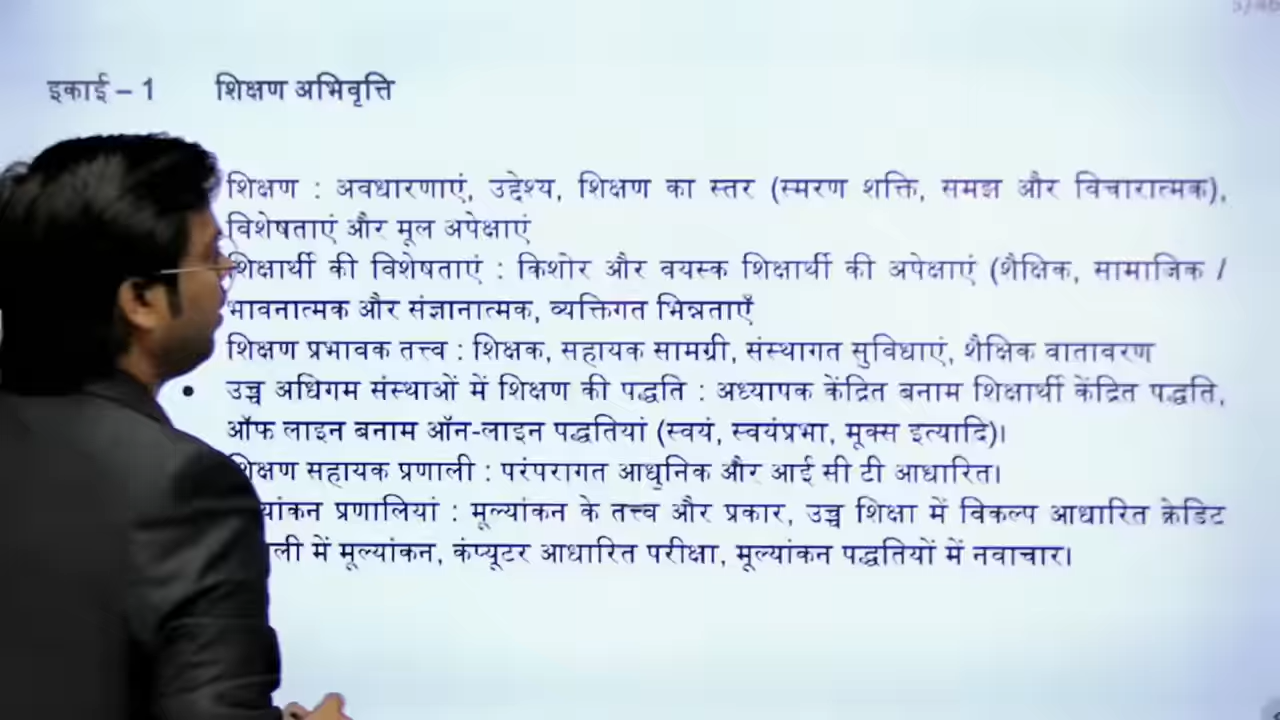 इकाई – 1 शिक्षण अभिवृत्ति
शिक्षण : अवधारणाएं, उद्देश्य, शिक्षण का स्तर (स्मरण शक्ति, समझ और विचारात्मक),
विशेषताएं और मूल अपेक्षाएं
शिक्षार्थी की विशेषताएं : किशोर और वयस्क शिक्षार्थी की अपेक्षाएं (शैक्षिक, सामाजिक /
भावनात्मक और संज्ञानात्मक, व्यक्तिगत भिन्नताएँ
शिक्षण प्रभावक तत्त्व : शिक्षक, सहायक सामग्री, संस्थागत सुविधाएं, शैक्षिक वातावरण
• उच्च अधिगम संस्थाओं में शिक्षण की पद्धति : अध्यापक केंद्रित बनाम शिक्षार्थी केंद्रित पद्धति,
ऑफ लाइन बनाम ऑन-लाइन पद्धतियां (स्वयं, स्वयंप्रभा, मूक्स इत्यादि)।
शिक्षण सहायक प्रणाली : परंपरागत आधुनिक और आई सी टी आधारित।
प्रणालियां : मूल्यांकन के तत्त्व और प्रकार, उच्च शिक्षा में विकल्प आधारित क्रेडिट
में मूल्यांकन, कंप्यूटर आधारित परीक्षा, मूल्यांकन पद्धतियों में नवाचार।